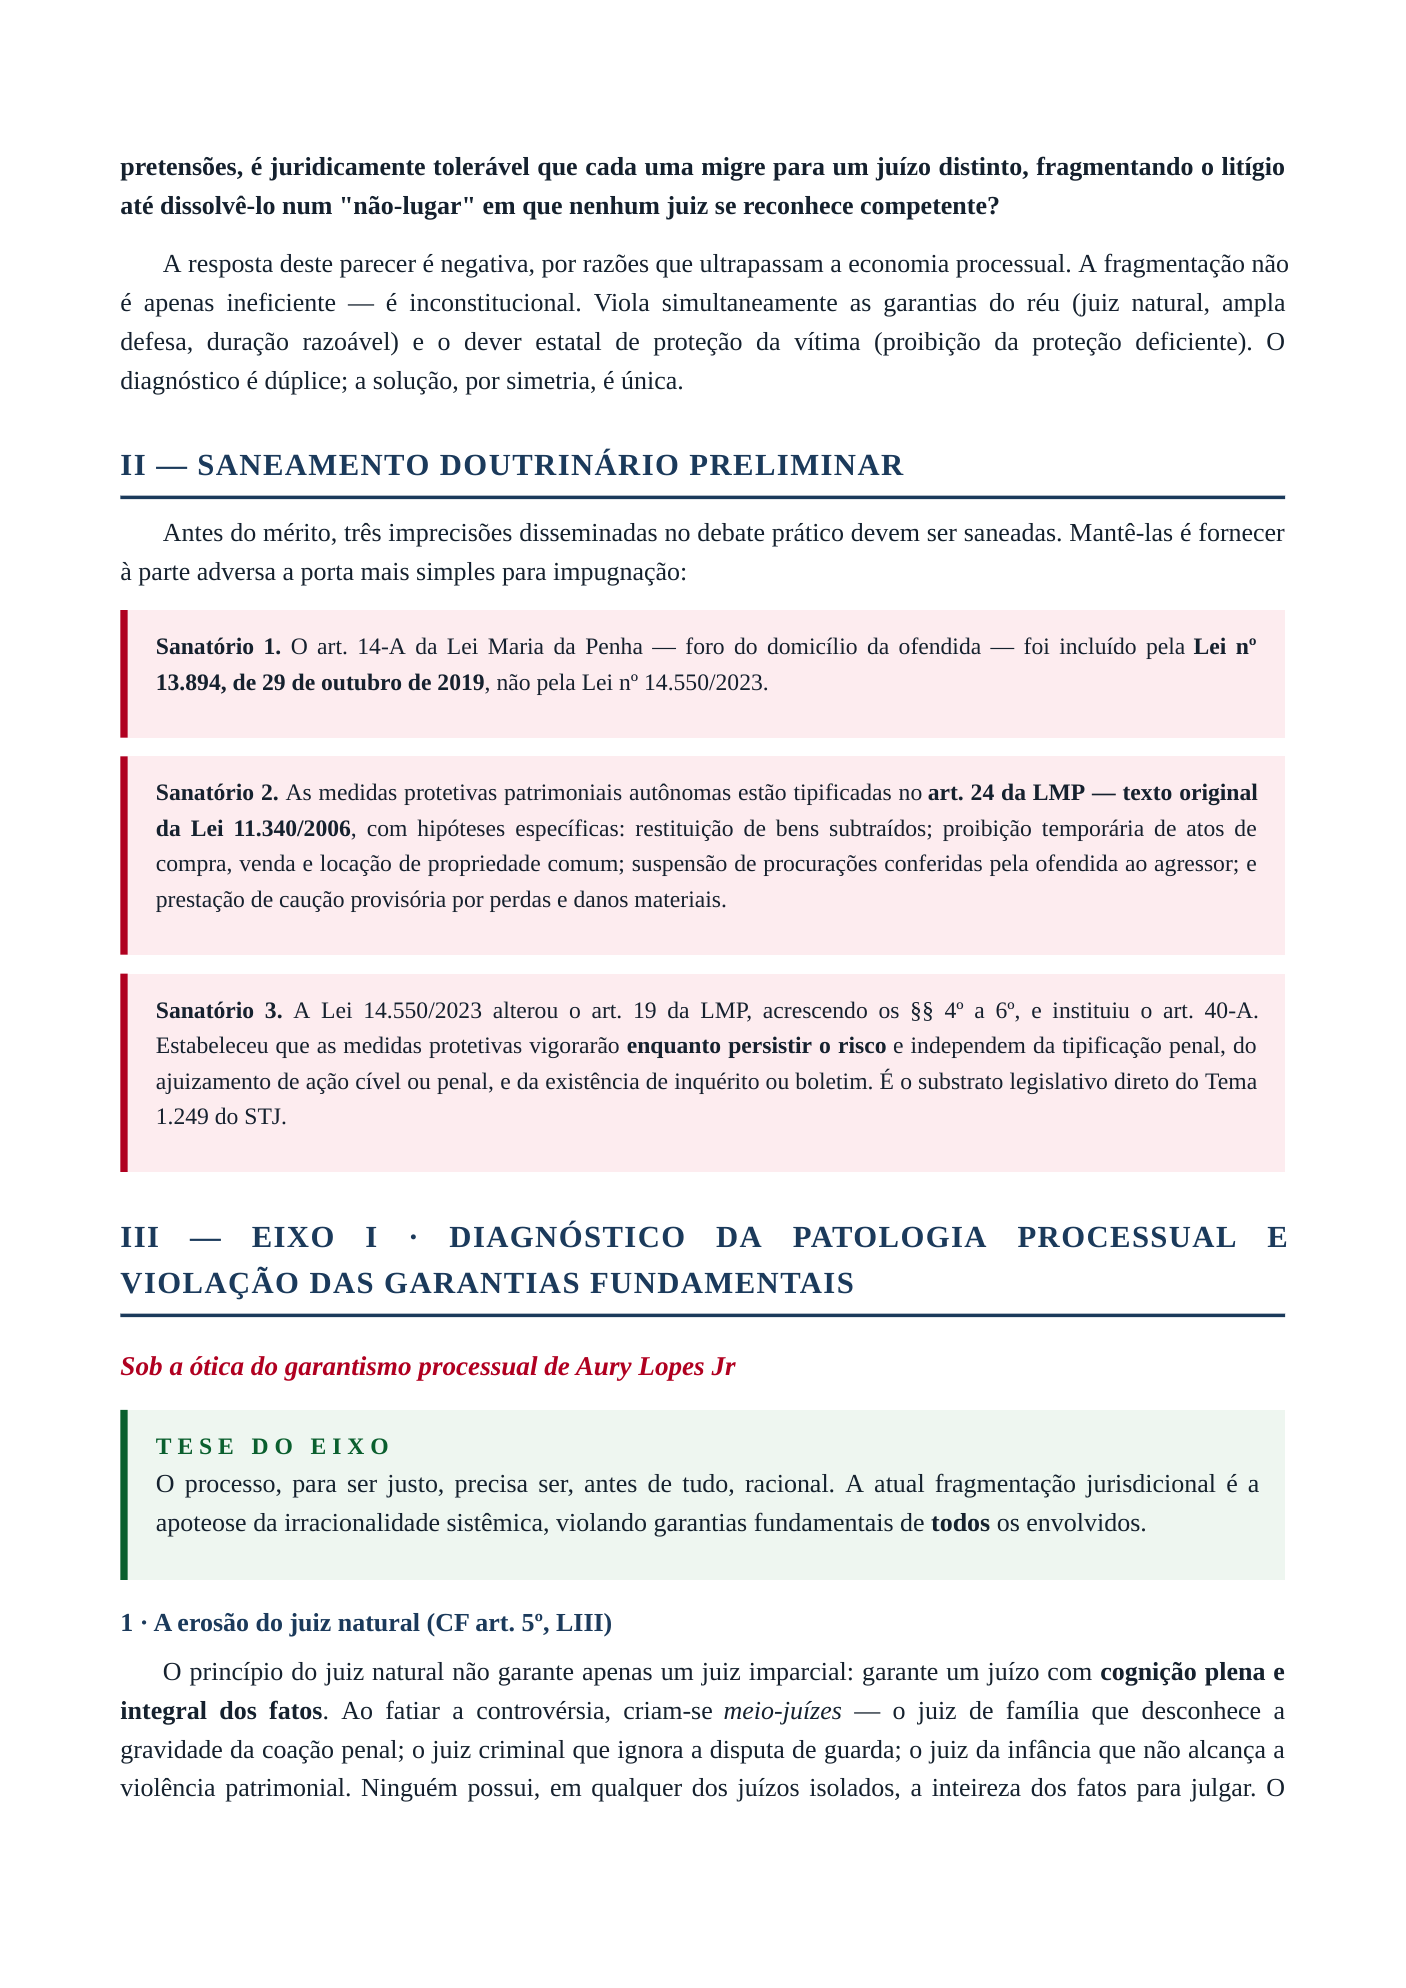 pretensões, é juridicamente tolerável que cada uma migre para um juízo distinto, fragmentando o litígio
até dissolvê-lo num "não-lugar" em que nenhum juiz se reconhece competente?
A resposta deste parecer é negativa, por razões que ultrapassam a economia processual. A fragmentação não
é apenas ineficiente — é inconstitucional. Viola simultaneamente as garantias do réu (juiz natural, ampla
defesa, duração razoável) e o dever estatal de proteção da vítima (proibição da proteção deficiente). O
diagnóstico é dúplice; a solução, por simetria, é única.
II — SANEAMENTO DOUTRINÁRIO PRELIMINAR
Antes do mérito, três imprecisões disseminadas no debate prático devem ser saneadas. Mantê-las é fornecer
à parte adversa a porta mais simples para impugnação:
Sanatório 1. O art. 14-A da Lei Maria da Penha — foro do domicílio da ofendida — foi incluído pela Lei nº
13.894, de 29 de outubro de 2019, não pela Lei nº 14.550/2023.
Sanatório 2. As medidas protetivas patrimoniais autônomas estão tipificadas no art. 24 da LMP — texto original
da Lei 11.340/2006, com hipóteses específicas: restituição de bens subtraídos; proibição temporária de atos de
compra, venda e locação de propriedade comum; suspensão de procurações conferidas pela ofendida ao agressor; e
prestação de caução provisória por perdas e danos materiais.
Sanatório 3. A Lei 14.550/2023 alterou o art. 19 da LMP, acrescendo os §§ 4º a 6º, e instituiu o art. 40-A.
Estabeleceu que as medidas protetivas vigorarão enquanto persistir o risco e independem da tipificação penal, do
ajuizamento de ação cível ou penal, e da existência de inquérito ou boletim. É o substrato legislativo direto do Tema
1.249 do STJ.
III — EIXO I · DIAGNÓSTICO DA PATOLOGIA PROCESSUAL E
VIOLAÇÃO DAS GARANTIAS FUNDAMENTAIS
Sob a ótica do garantismo processual de Aury Lopes Jr
TESE DO EIXO
O processo, para ser justo, precisa ser, antes de tudo, racional. A atual fragmentação jurisdicional é a
apoteose da irracionalidade sistêmica, violando garantias fundamentais de todos os envolvidos.
1 · A erosão do juiz natural (CF art. 5º, LIII)
O princípio do juiz natural não garante apenas um juiz imparcial: garante um juízo com cognição plena e
integral dos fatos. Ao fatiar a controvérsia, criam-se meio-juízes — o juiz de família que desconhece a
gravidade da coação penal; o juiz criminal que ignora a disputa de guarda; o juiz da infância que não alcança a
violência patrimonial. Ninguém possui, em qualquer dos juízos isolados, a inteireza dos fatos para julgar. O